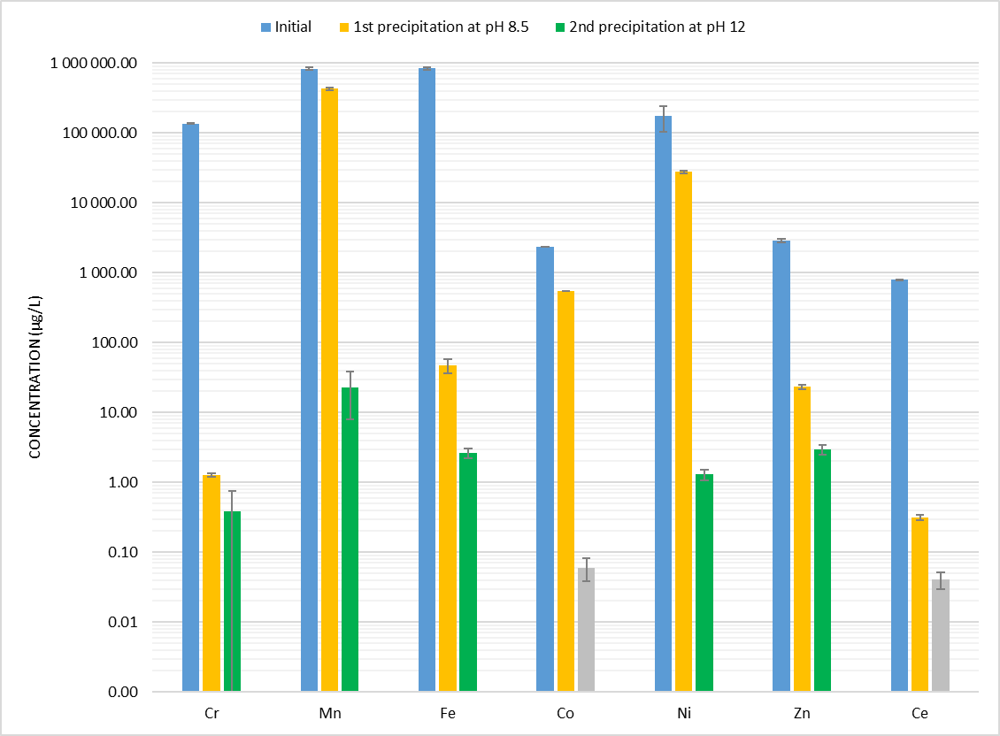 Initial 1st precipitation at pH 8.5 2nd precipitation at pH 12
1 000 000.00
100 000.00
10 000.00
1 000.00
100.00
10.00
1.00
0.10
0.01
0.00
CONCENTRATION (µg/L)
Cr Mn Fe Co Ni Zn Ce